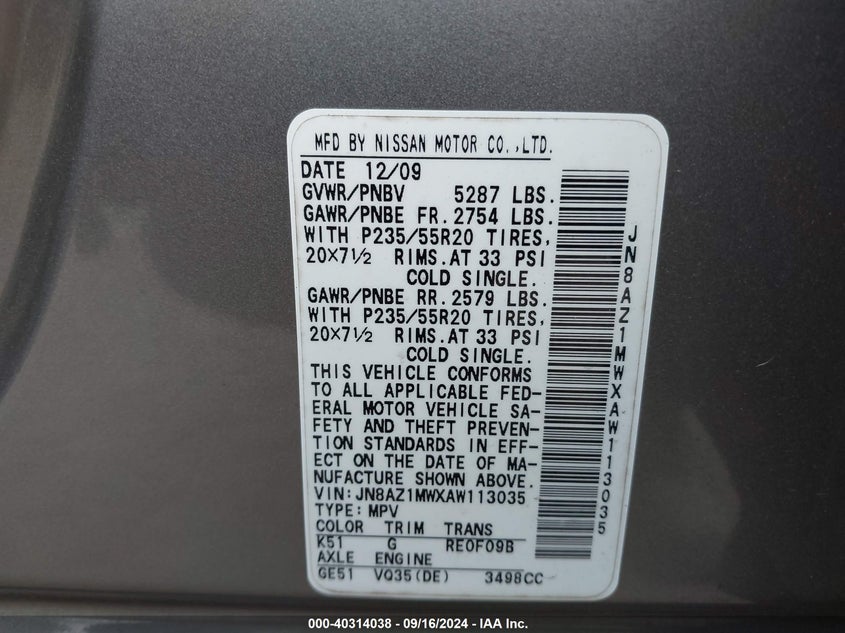 MFD BY NISSAN MOTOR CO.,LTD.
DATE 12/09
GVWR/PNBV 5287 LBS.
GAWR/PNBE FR. 2754 LBS.
WITH P235/55R20 TIRES,
20×7½ RIMS.AT 33 PSI
COLD SINGLE.
GAWR/PNBE RR. 2579 LBS.
WITH P235/55R20 TIRES,
20×7½ RIMS.AT 33 PSI
COLD SINGLE.
THIS VEHICLE CONFORMS
TO ALL APPLICABLE FED-
ERAL MOTOR VEHICLE SA-
FETY AND THEFT PREVEN-
TION STANDARDS IN EFF-
ECT ON THE DATE OF MA-
NUFACTURE SHOWN ABOVE.
VIN:JN8AZ1MWXAW113035
TYPE:MPV
COLOR TRIM TRANS
K51 G RE0F09B
AXLE ENGINE
GE51 VQ35(DE) 3498CC
JN8AZ1MWXAW113035
000-40314038 - 09/16/2024 - IAA Inc.